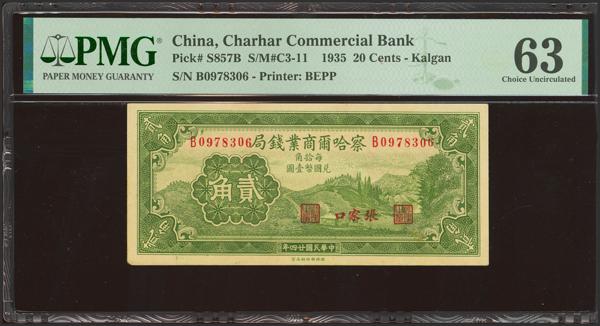 PMG
PAPER MONEY GUARANTY
China, Charhar Commercial Bank
Pick# S857B S/M#C3-11 1935 20 Cents - Kalgan
S/N B0978306 - Printer: BEPP
63
Choice Uncirculated
局錢業商爾哈察
B0978306
B0978306
每拾角
兌國幣壹圓
角貳
口家張
年四廿國民華中